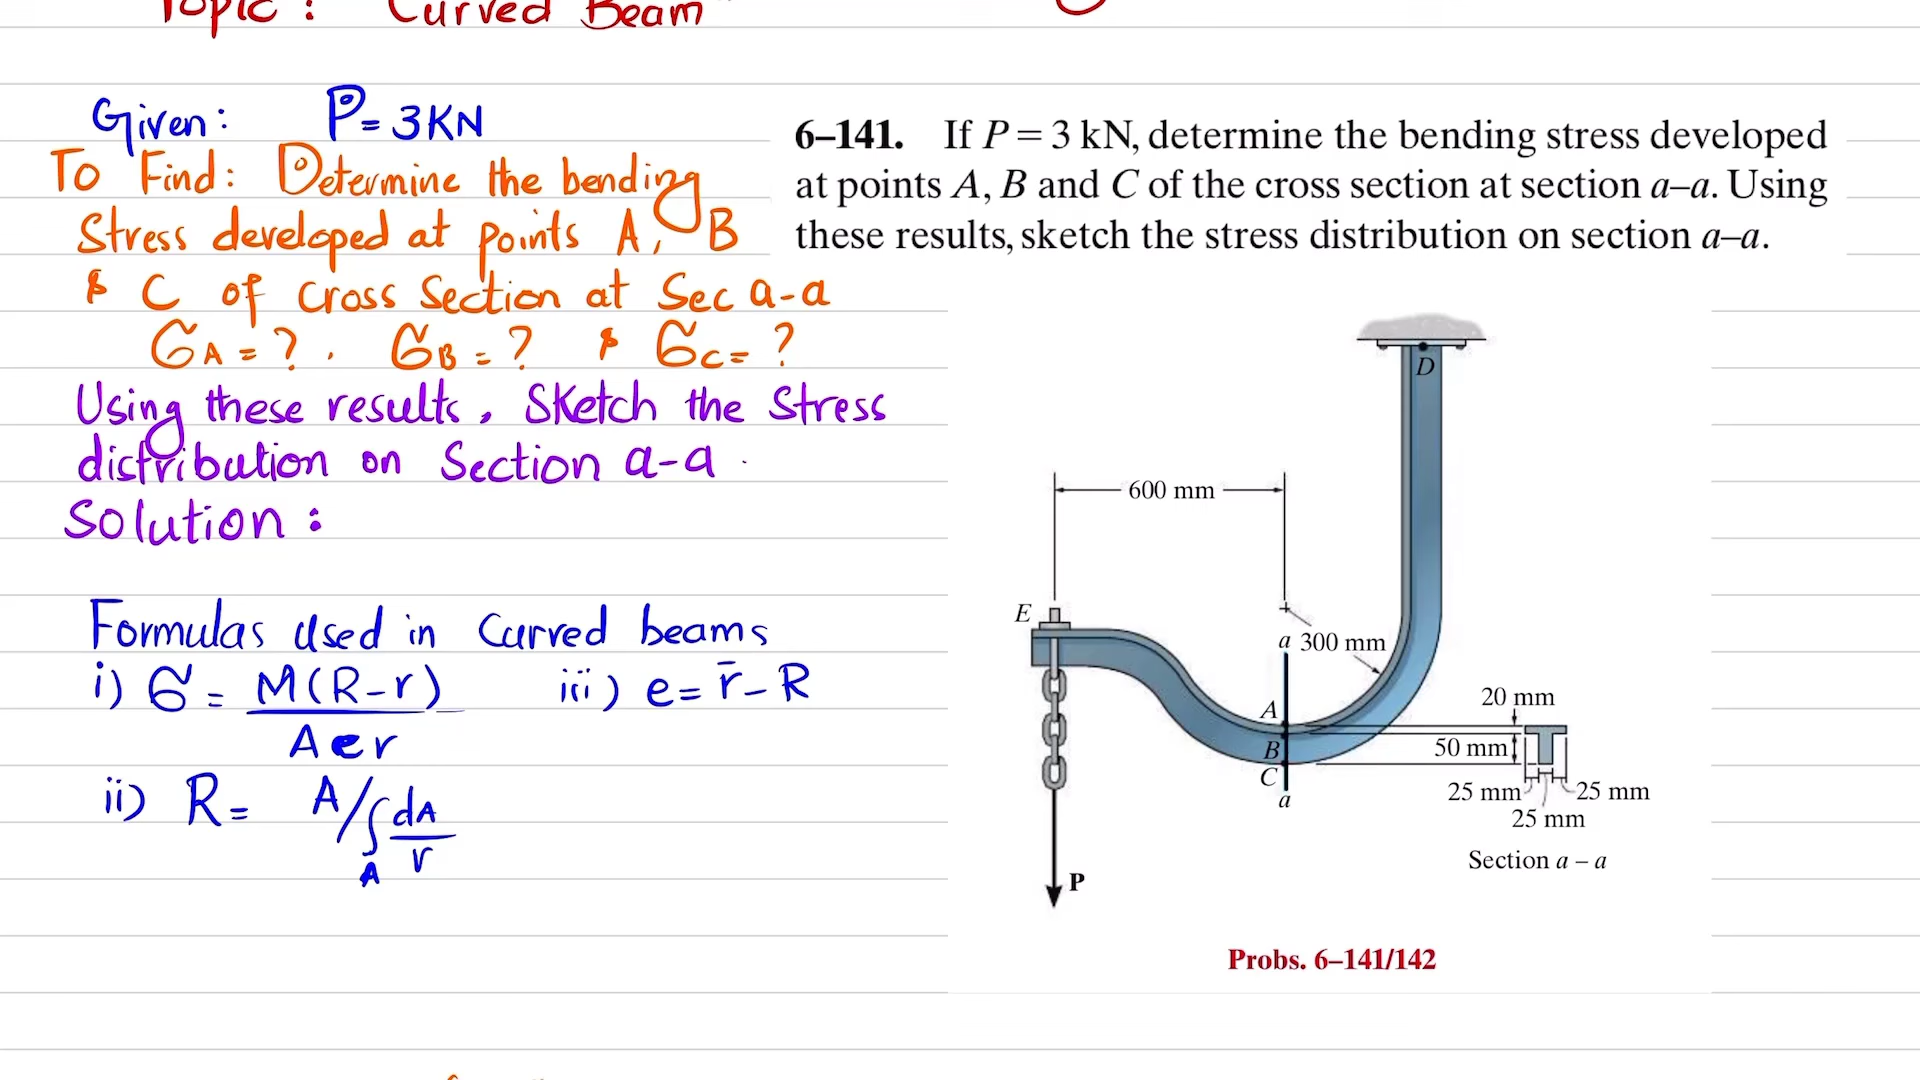 Topic: "Curved Beam"
Given: P = 3KN
To Find: Determine the bending
Stress developed at points A, B
& C of cross Section at Sec a-a
σA = ? , σB = ? & σC = ?
Using these results, Sketch the Stress
distribution on Section a-a.
Solution:
Formulas used in Curved beams
i) σ = M(R-r) / A e r
iii) e = r̄ - R
ii) R = A / ∫A dA/r
6–141. If P = 3 kN, determine the bending stress developed
at points A, B and C of the cross section at section a–a. Using
these results, sketch the stress distribution on section a–a.
D
600 mm
E
a 300 mm
A
B
C
a
20 mm
50 mm
25 mm
25 mm
25 mm
Section a – a
P
Probs. 6–141/142